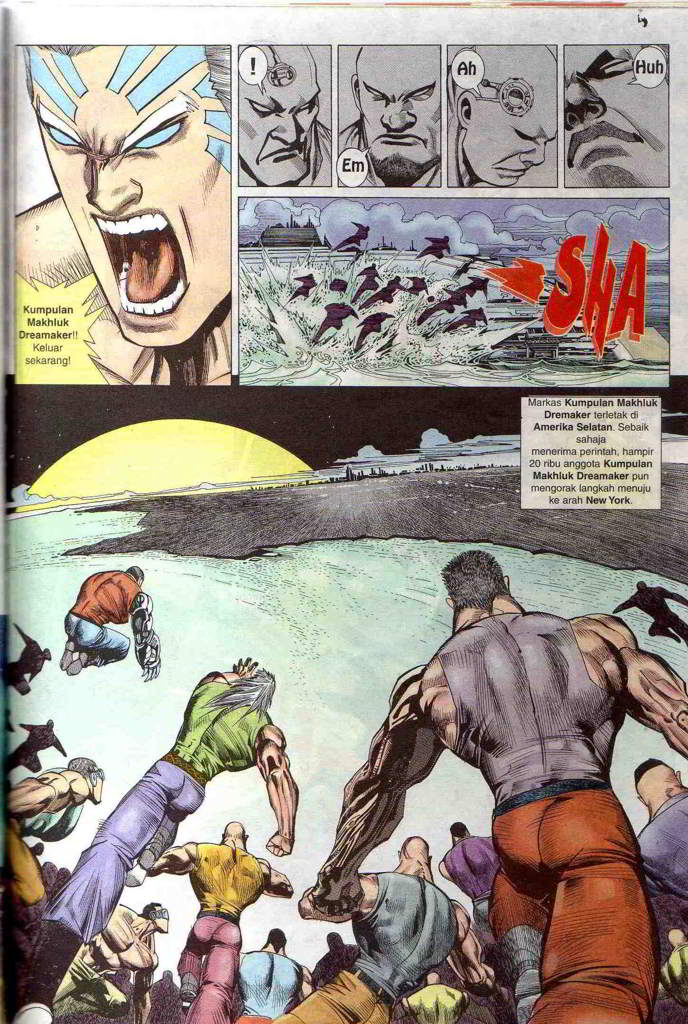 Kumpulan
Makhluk
Dreamaker!!
Keluar
sekarang!
!
Em
Ah
Huh
SHA
Markas Kumpulan Makhluk
Dremaker terletak di
Amerika Selatan. Sebaik
sahaja
menerima perintah, hampir
20 ribu anggota Kumpulan
Makhluk Dreamaker pun
mengorak langkah menuju
ke arah New York.